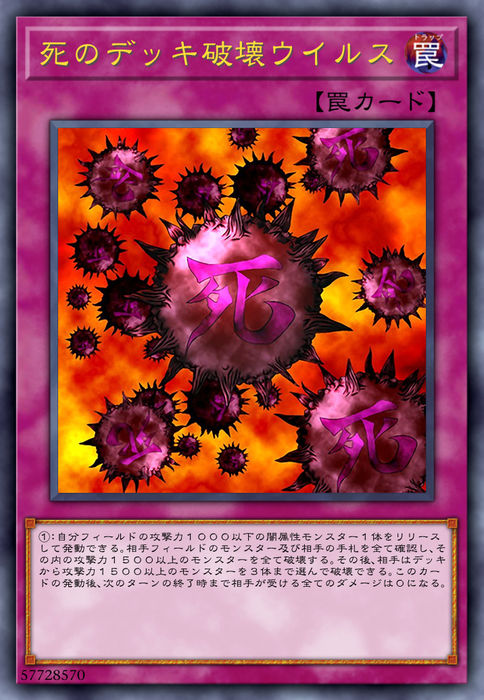 死のデッキ破壊ウイルス
トラップ
罠
【罠カード】
死
死
死
①:自分フィールドの攻撃力1000以下の闇属性モンスター1体をリリース
して発動できる。相手フィールドのモンスター及び相手の手札を全て確認し、そ
の内の攻撃力1500以上のモンスターを全て破壊する。その後、相手はデッキ
から攻撃力1500以上のモンスターを3体まで選んで破壊できる。このカー
ドの発動後、次のターンの終了時まで相手が受ける全てのダメージは0になる。
57728570